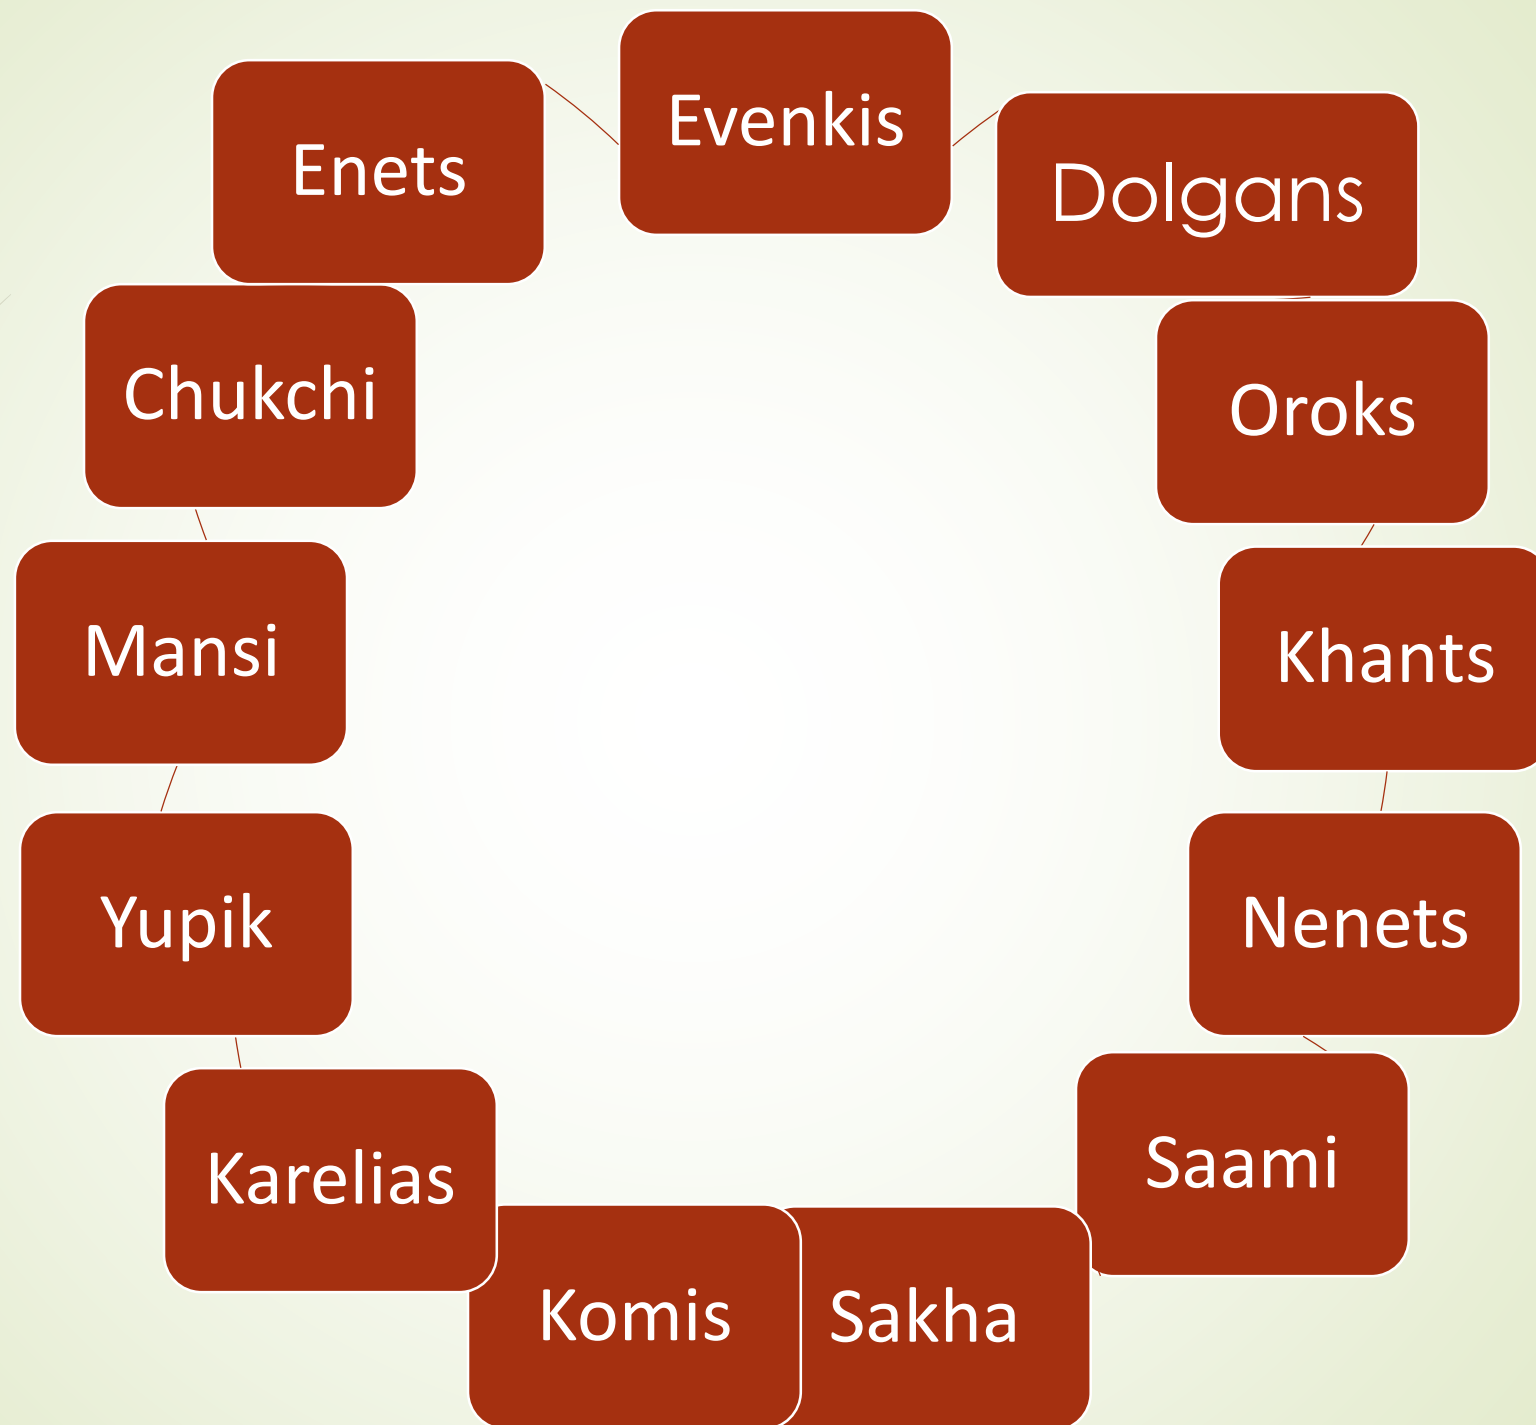 Evenkis
Dolgans
Oroks
Khants
Nenets
Saami
Sakha
Komis
Karelias
Yupik
Mansi
Chukchi
Enets